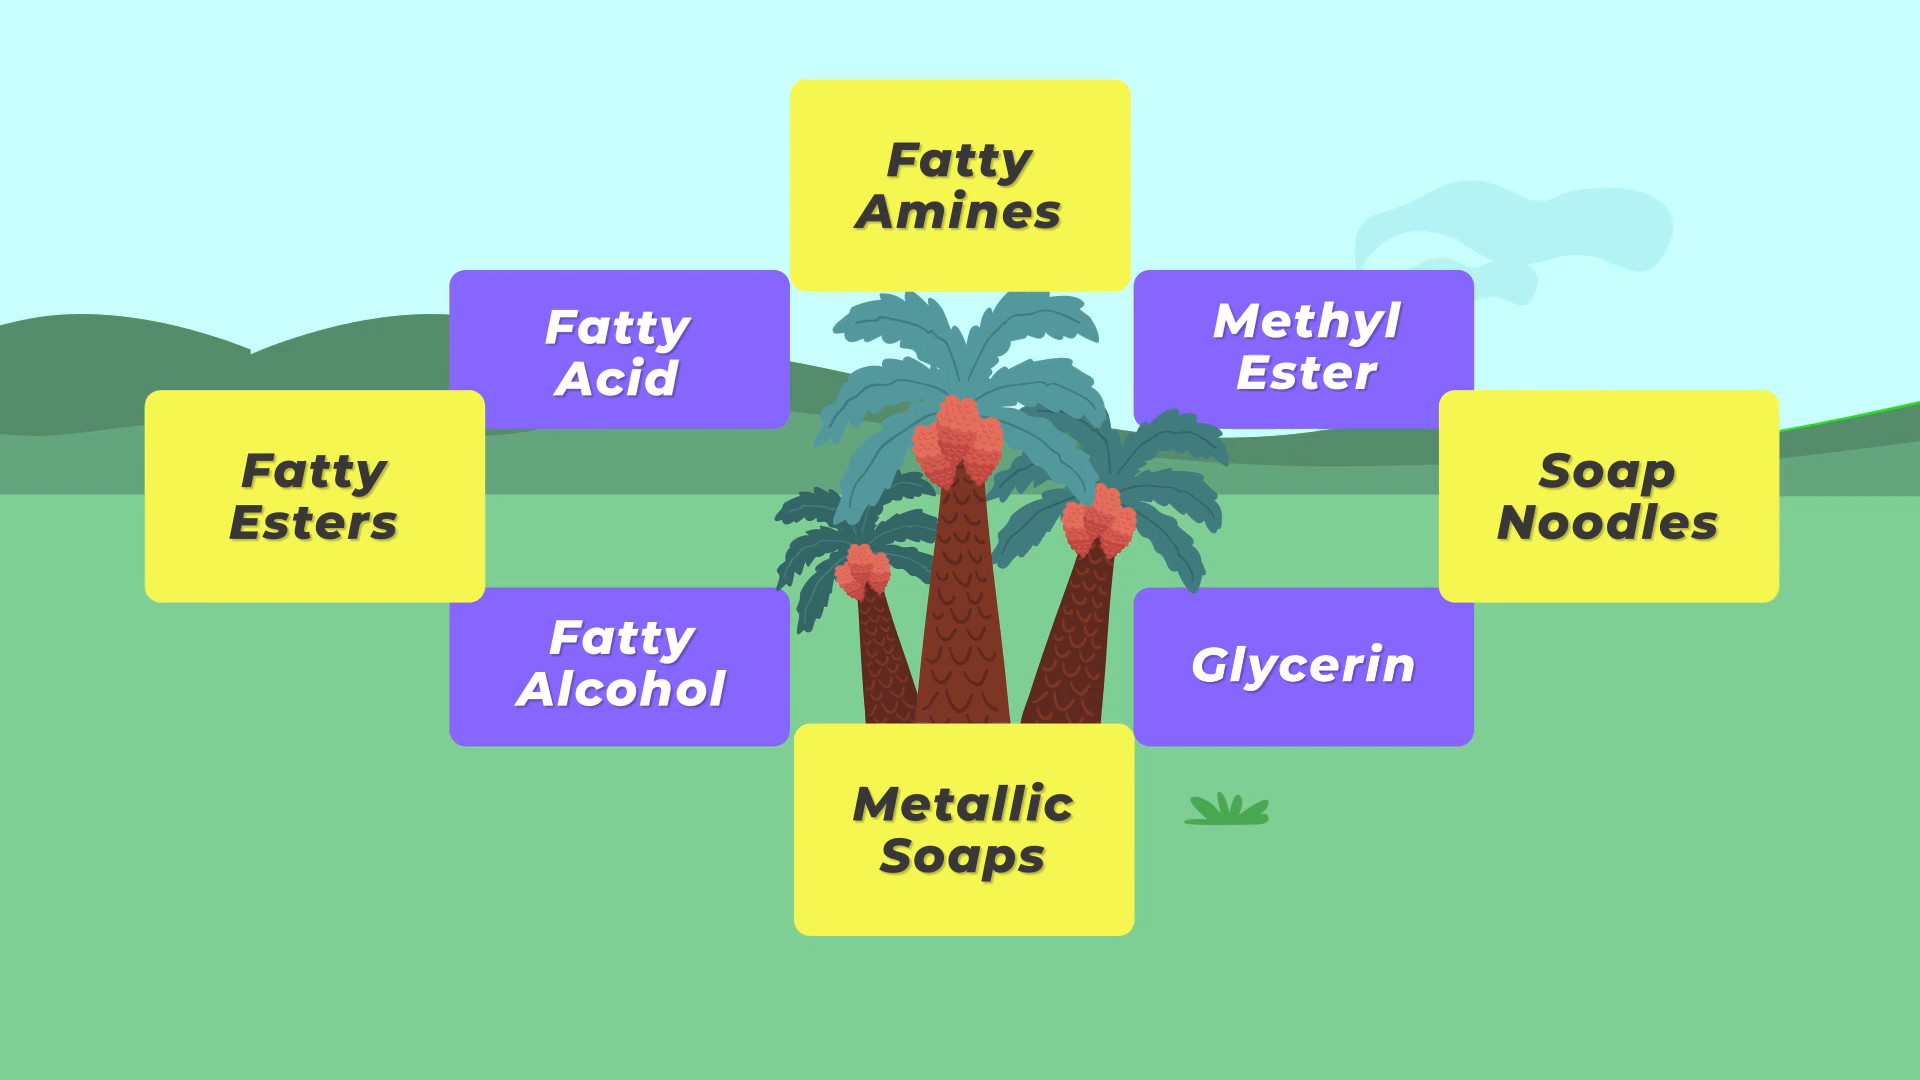 Fatty
Amines
Fatty
Acid
Methyl
Ester
Fatty
Esters
Soap
Noodles
Fatty
Alcohol
Glycerin
Metallic
Soaps